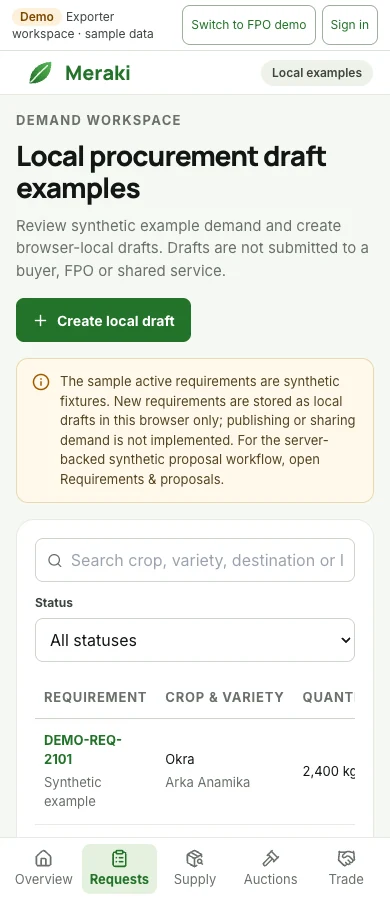 Demo Exporter
workspace · sample data
Switch to FPO demo
Sign in
Meraki
Local examples
DEMAND WORKSPACE
Local procurement draft
examples
Review synthetic example demand and create
browser-local drafts. Drafts are not submitted to a
buyer, FPO or shared service.
Create local draft
The sample active requirements are synthetic
fixtures. New requirements are stored as local
drafts in this browser only; publishing or sharing
demand is not implemented. For the server-
backed synthetic proposal workflow, open
Requirements & proposals.
Search crop, variety, destination or
Status
All statuses
REQUIREMENT CROP & VARIETY
DEMO-REQ-
2101
Synthetic
example
Okra
Arka Anamika
2,400 kg
Overview Requests Supply Auctions Trade